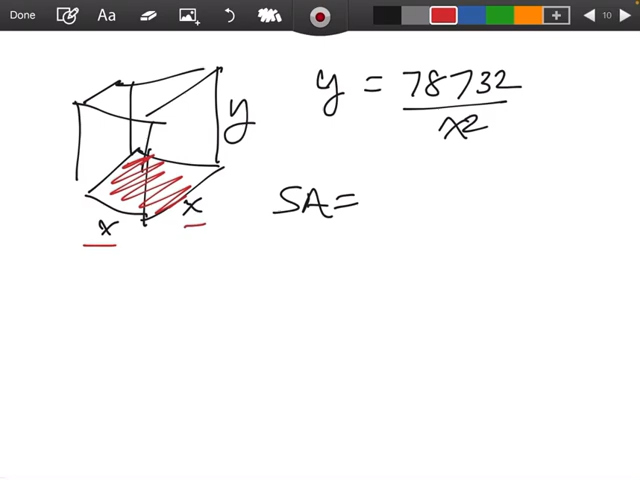 Done
Aa
10
y = 78732 / x2
y
x
x
SA =